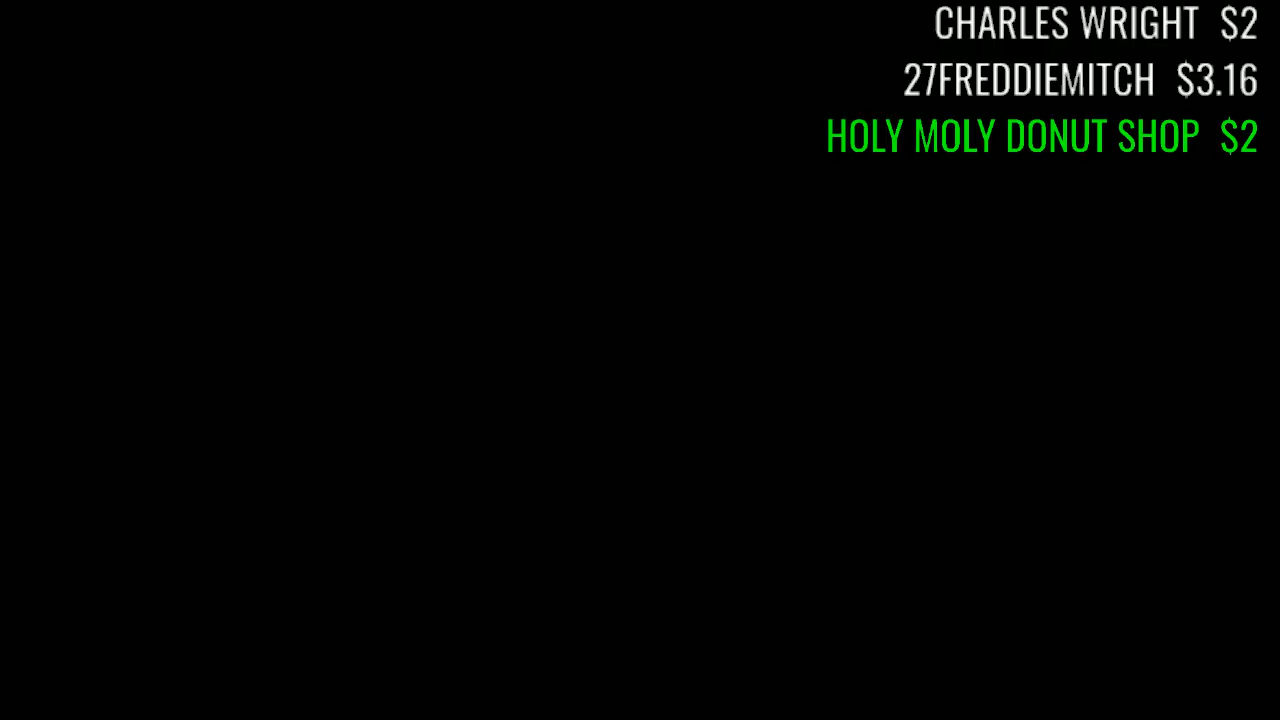 CHARLES WRIGHT $2
27FREDDIEMITCH $3.16
HOLY MOLY DONUT SHOP $2